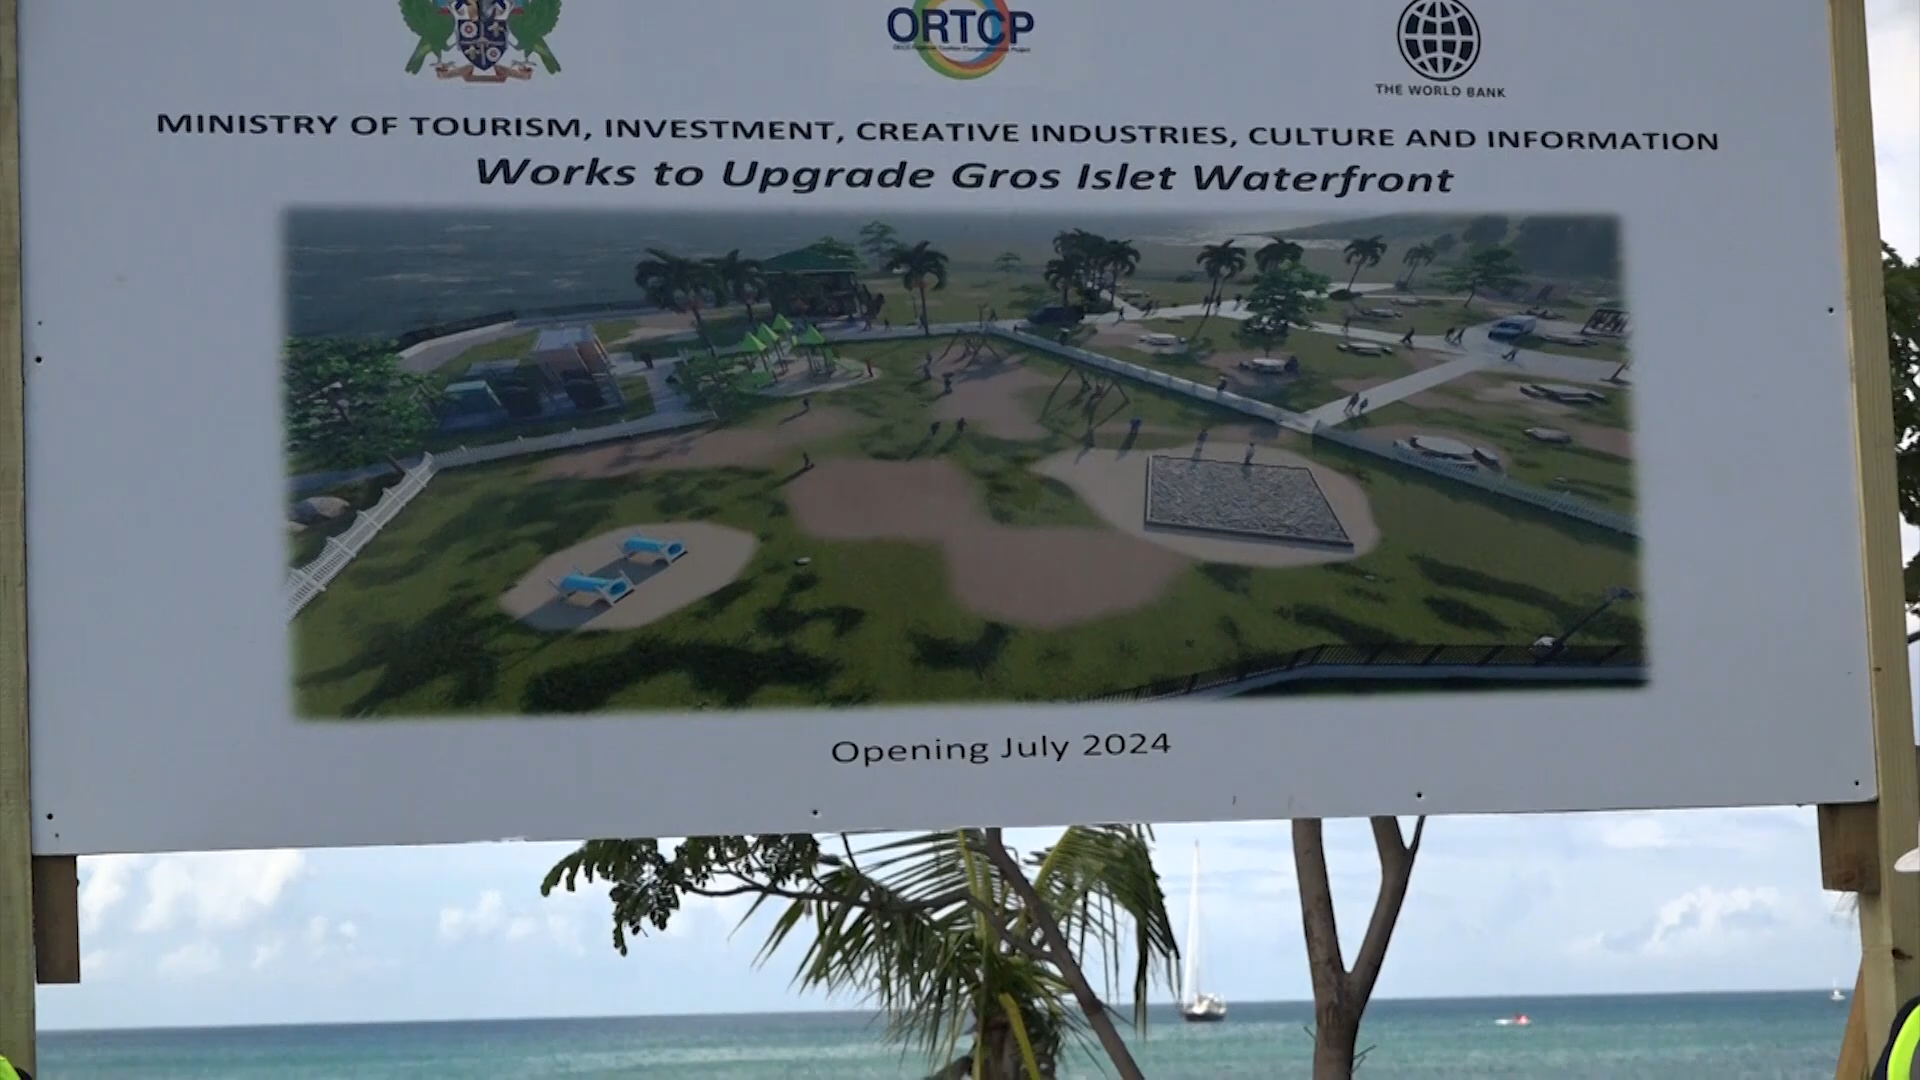 ORTCP
THE WORLD BANK
MINISTRY OF TOURISM, INVESTMENT, CREATIVE INDUSTRIES, CULTURE AND INFORMATION
Works to Upgrade Gros Islet Waterfront
Opening July 2024